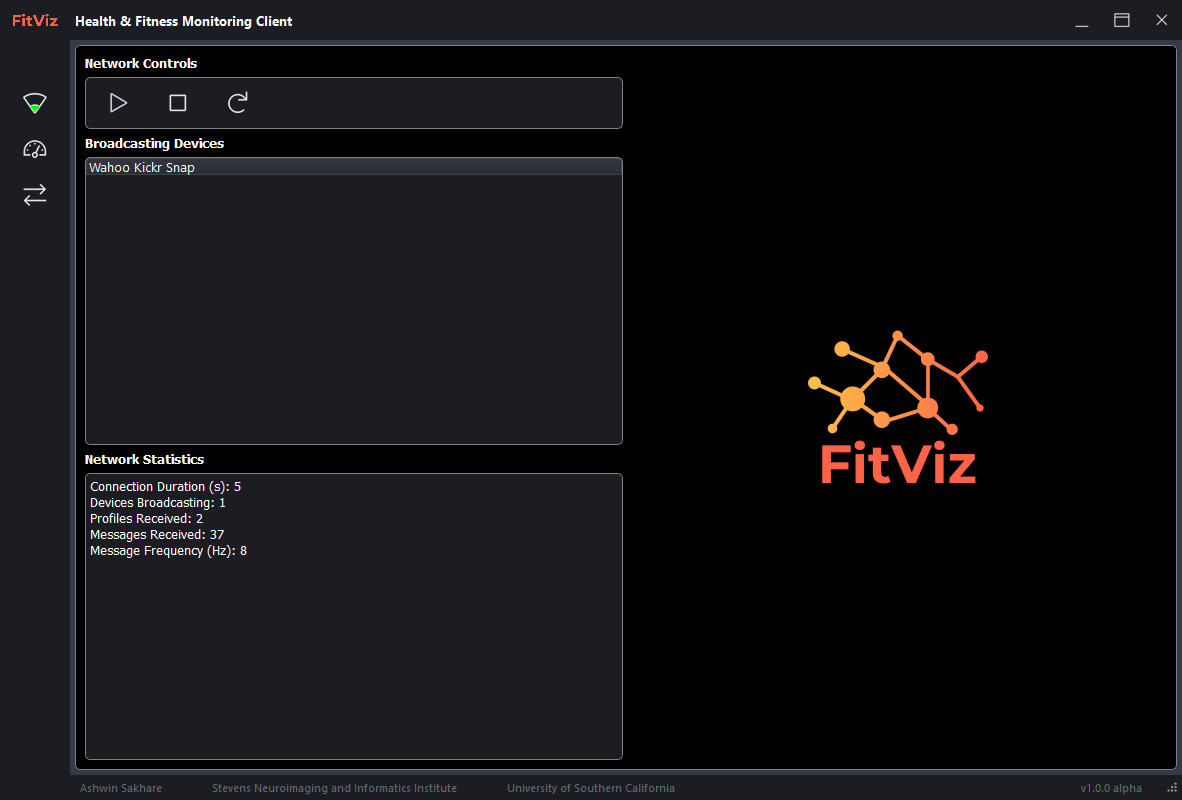 FitViz Health & Fitness Monitoring Client
Network Controls
Broadcasting Devices
Wahoo Kickr Snap
Network Statistics
Connection Duration (s): 5
Devices Broadcasting: 1
Profiles Received: 2
Messages Received: 37
Message Frequency (Hz): 8
FitViz
Ashwin Sakhare Stevens Neuroimaging and Informatics Institute University of Southern California v1.0.0 alpha